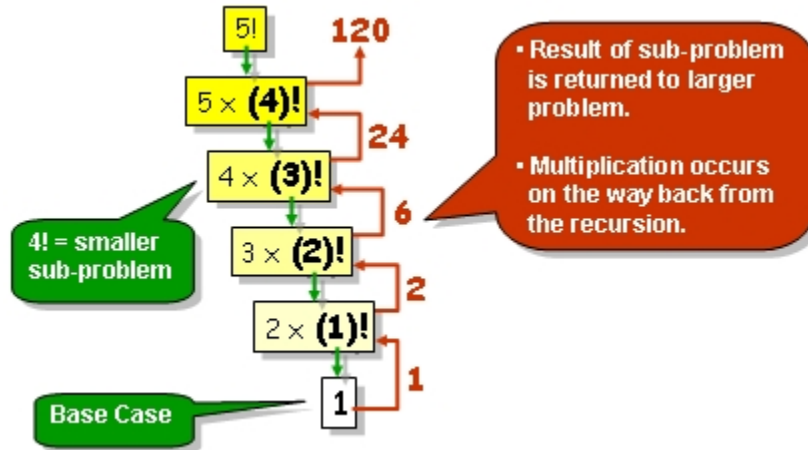 5!
120
5 × (4)!
24
4 × (3)!
6
3 × (2)!
2
2 × (1)!
1
1
4! = smaller
sub-problem
Base Case
• Result of sub-problem
is returned to larger
problem.
• Multiplication occurs
on the way back from
the recursion.